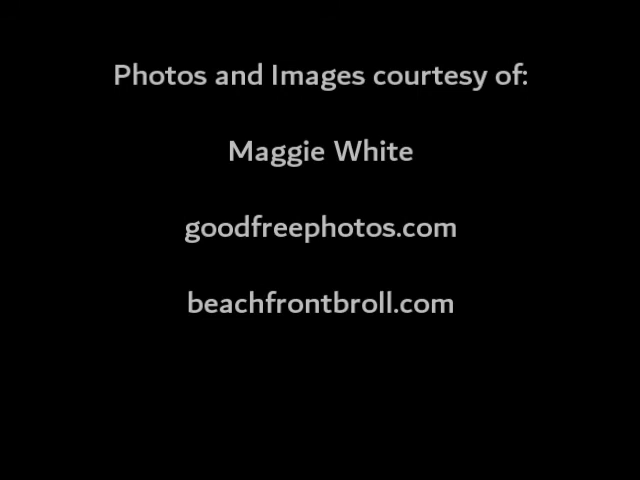 Photos and Images courtesy of:
Maggie White
goodfreephotos.com
beachfrontbroll.com